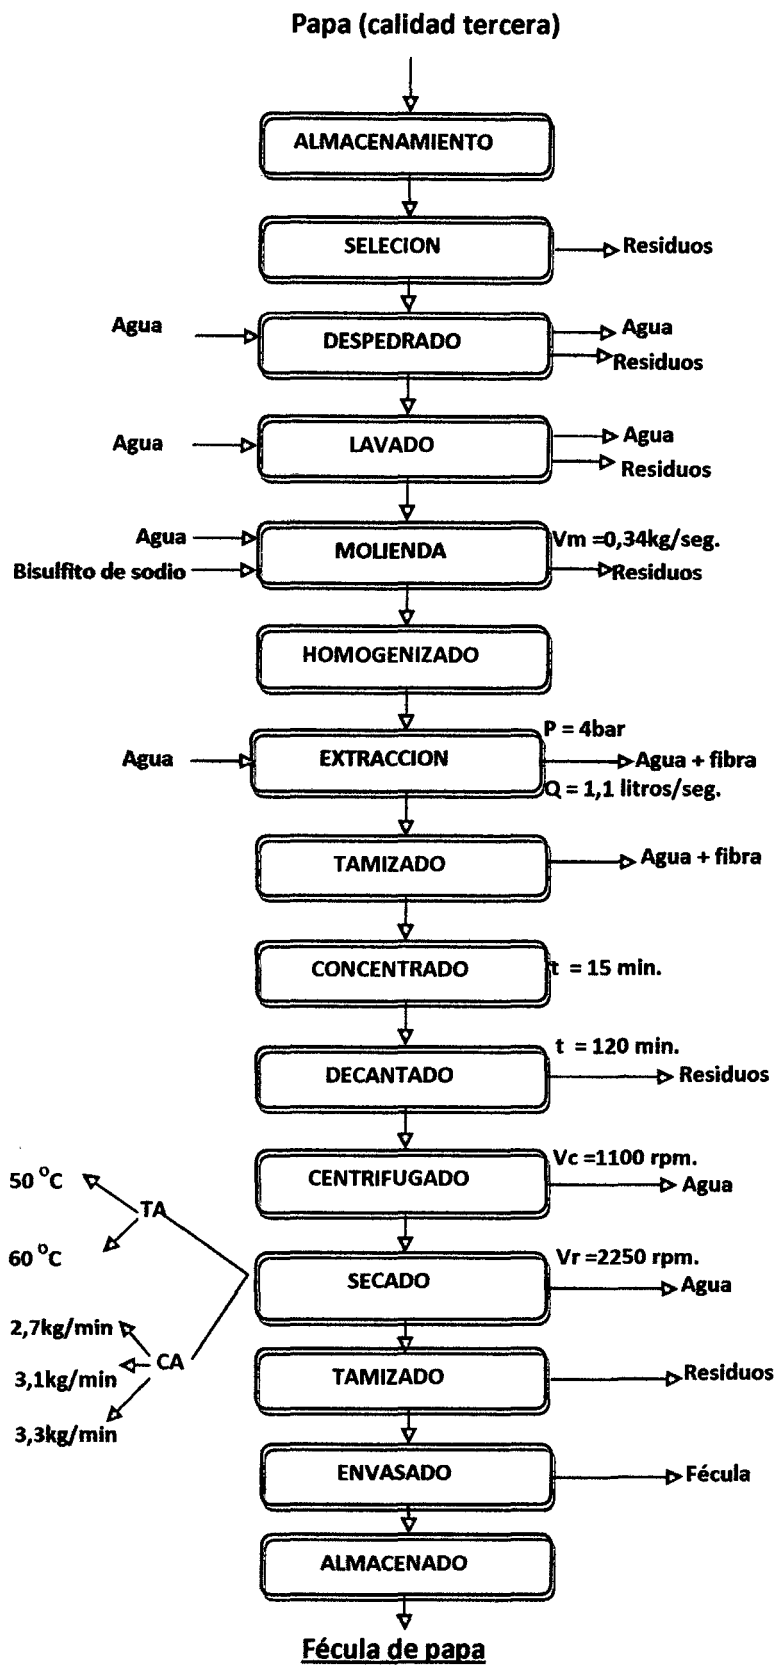 Papa (calidad tercera)
ALMACENAMIENTO
SELECION
Residuos
Agua
DESPEDRADO
Agua
Residuos
Agua
LAVADO
Agua
Residuos
Agua
Bisulfito de sodio
MOLIENDA
Vm =0,34kg/seg.
Residuos
HOMOGENIZADO
Agua
EXTRACCION
P = 4bar
Agua + fibra
Q = 1,1 litros/seg.
TAMIZADO
Agua + fibra
CONCENTRADO
t = 15 min.
DECANTADO
t = 120 min.
Residuos
CENTRIFUGADO
Vc =1100 rpm.
Agua
50 °C
TA
60 °C
SECADO
Vr =2250 rpm.
Agua
2,7kg/min
CA
3,1kg/min
3,3kg/min
TAMIZADO
Residuos
ENVASADO
Fécula
ALMACENADO
Fécula de papa